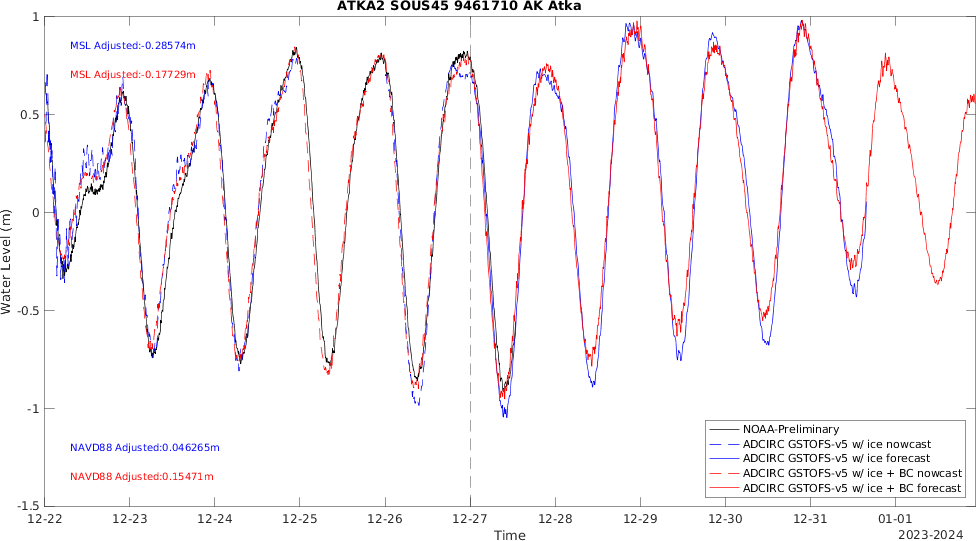 ATKA2 SOUS45 9461710 AK Atka
1
0.5
0
-0.5
-1
-1.5
Water Level (m)
MSL Adjusted:-0.28574m
MSL Adjusted:-0.17729m
NAVD88 Adjusted:0.046265m
NAVD88 Adjusted:0.15471m
NOAA-Preliminary
ADCIRC GSTOFS-v5 w/ ice nowcast
ADCIRC GSTOFS-v5 w/ ice forecast
ADCIRC GSTOFS-v5 w/ ice + BC nowcast
ADCIRC GSTOFS-v5 w/ ice + BC forecast
12-22 12-23 12-24 12-25 12-26 12-27 12-28 12-29 12-30 12-31 01-01
Time
2023-2024